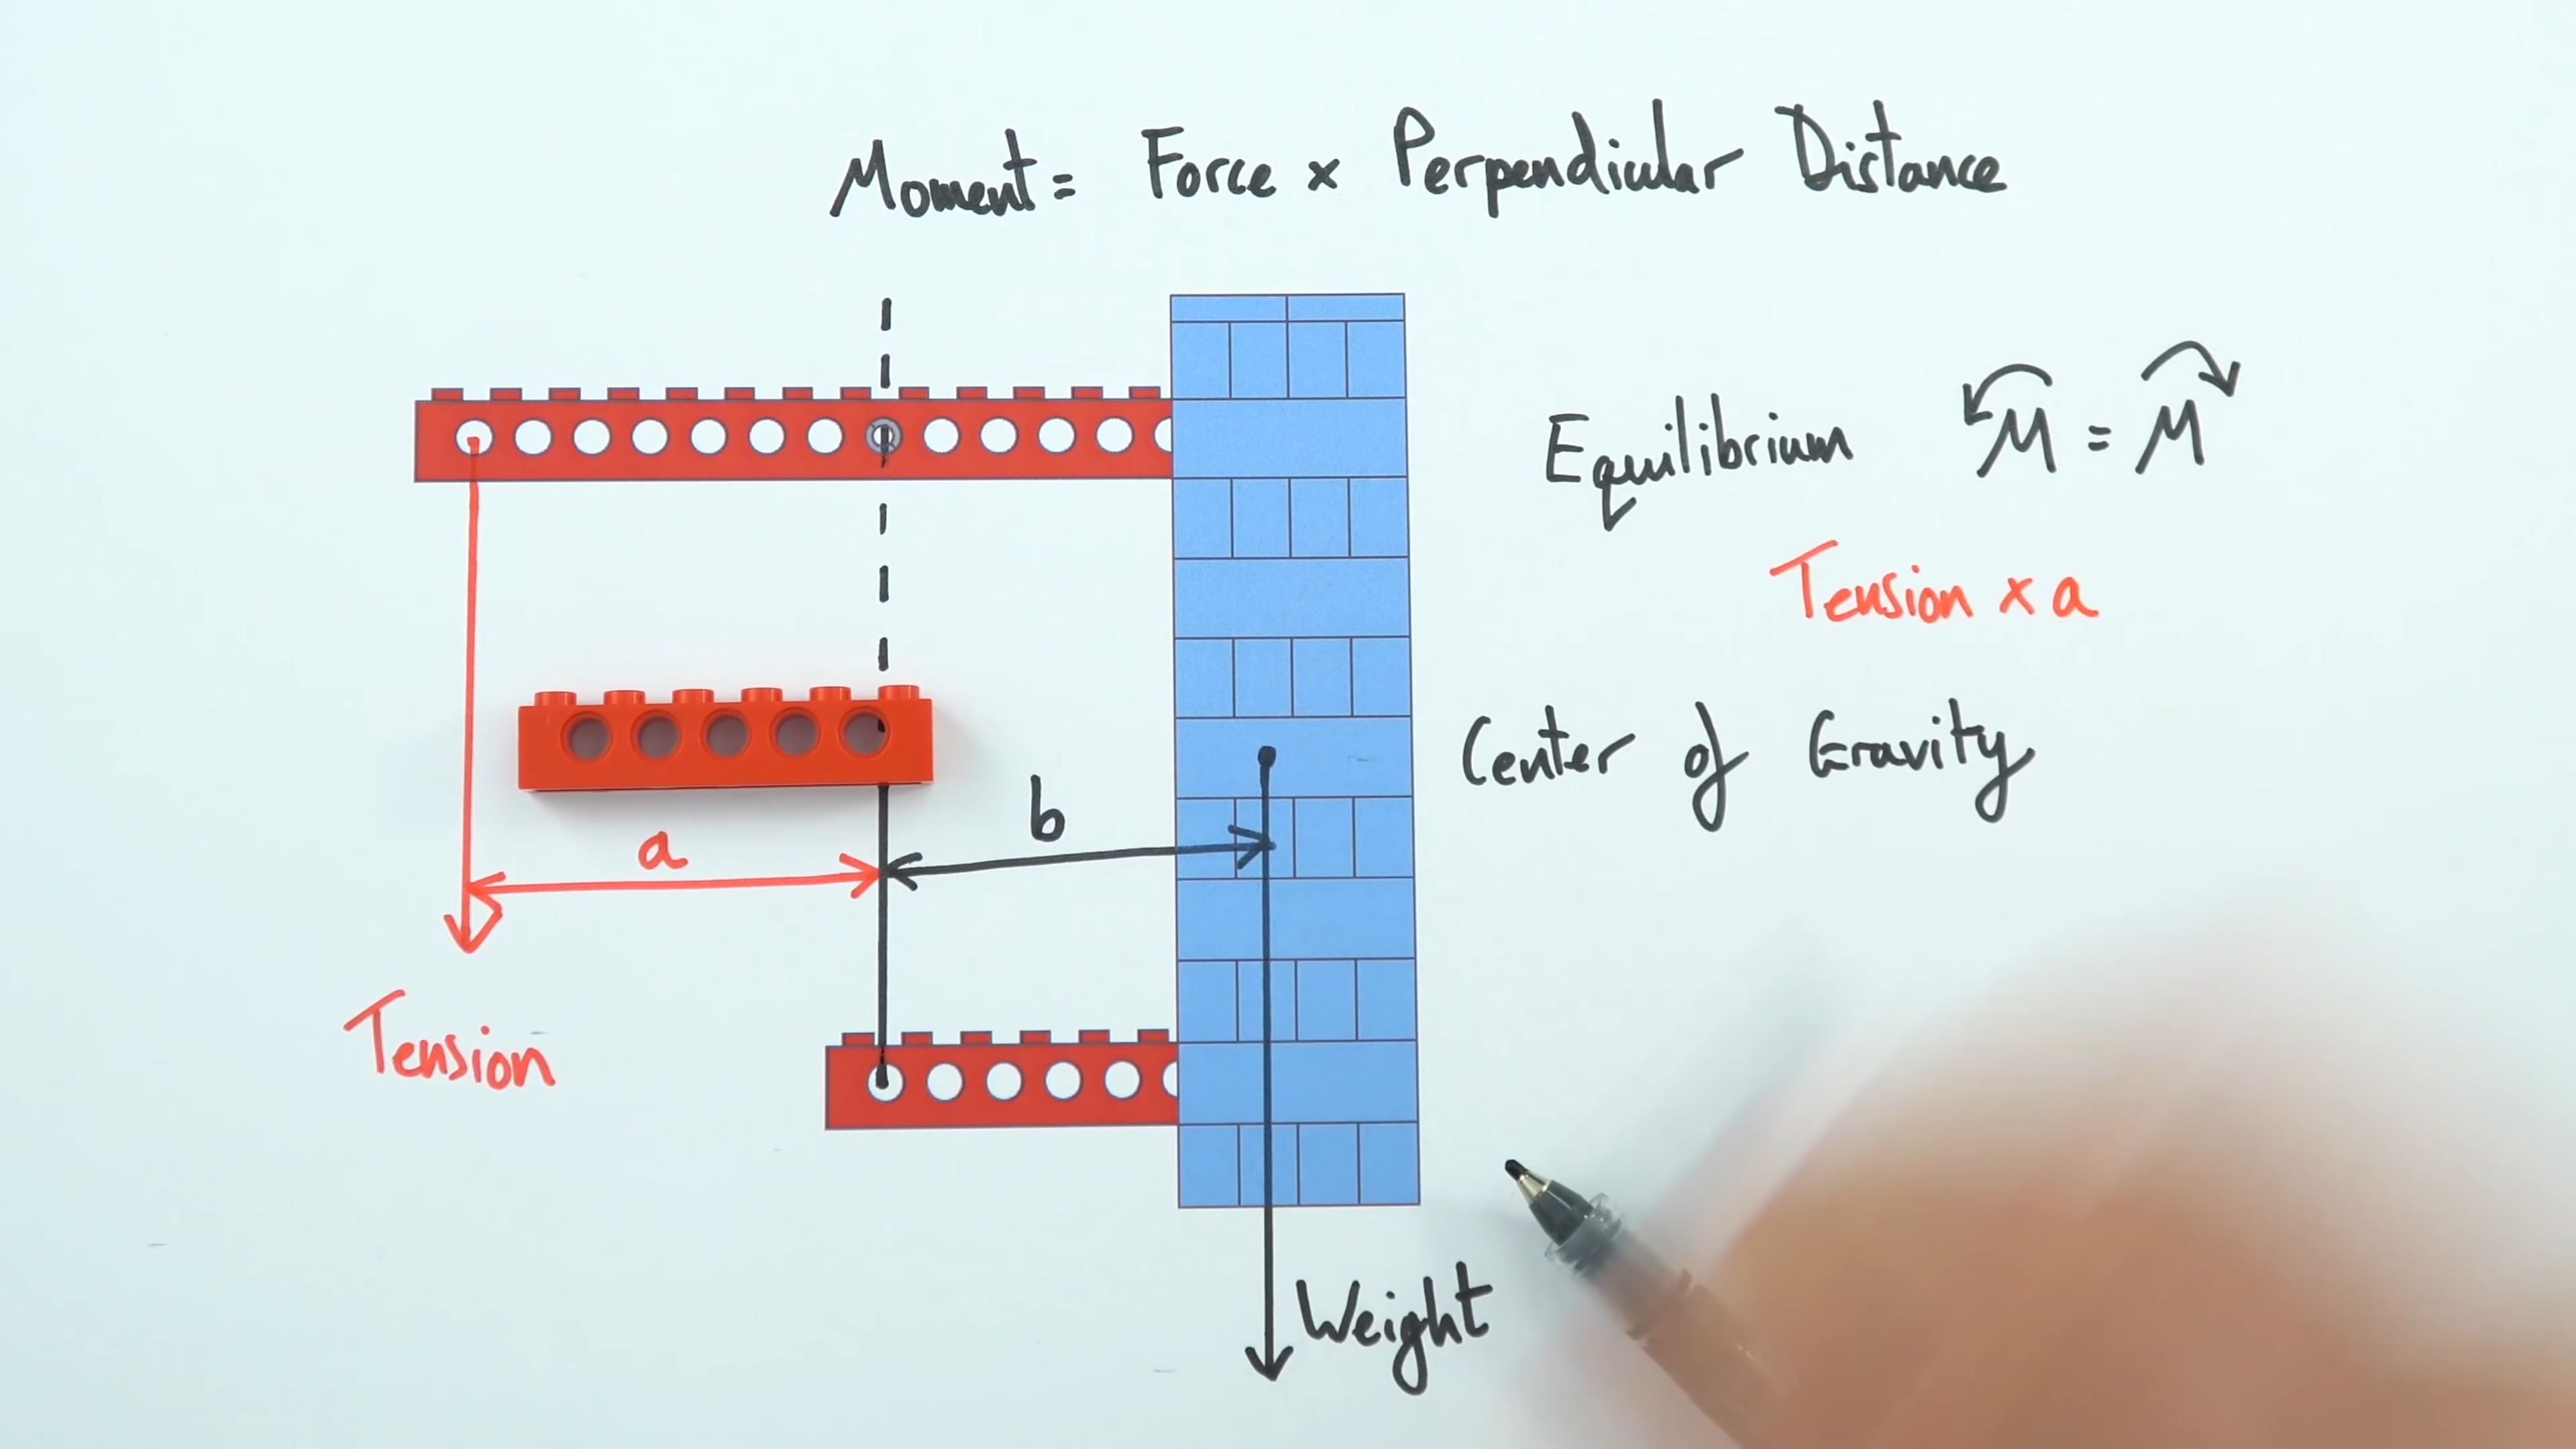 Moment = Force × Perpendicular Distance
Equilibrium M = M
Tension × a
Center of Gravity
b
a
Tension
Weight